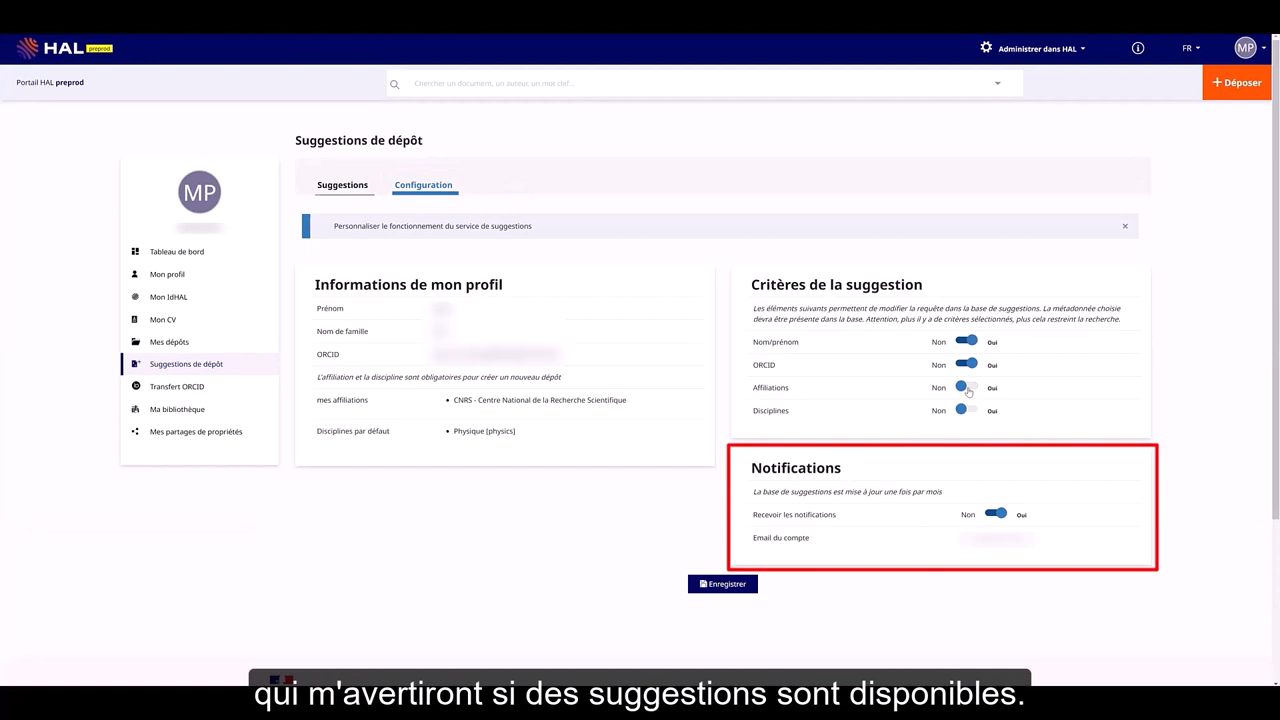 HAL preprod
Administrer dans HAL
FR
MP
Portail HAL preprod
Chercher un document, un auteur, un mot clef...
+ Déposer
Suggestions de dépôt
MP
Tableau de bord
Mon profil
Mon IdHAL
Mon CV
Mes dépôts
Suggestions de dépôt
Transfert ORCID
Ma bibliothèque
Mes partages de propriétés
Suggestions
Configuration
Personnaliser le fonctionnement du service de suggestions
×
Informations de mon profil
Prénom
Nom de famille
ORCID
L'affiliation et la discipline sont obligatoires pour créer un nouveau dépôt
mes affiliations
• CNRS - Centre National de la Recherche Scientifique
Disciplines par défaut
• Physique [physics]
Critères de la suggestion
Les éléments suivants permettent de modifier la requête dans la base de suggestions. La métadonnée choisie
devra être présente dans la base. Attention, plus il y a de critères sélectionnés, plus cela restreint la recherche.
Nom/prénom Non Oui
ORCID Non Oui
Affiliations Non Oui
Disciplines Non Oui
Notifications
La base de suggestions est mise à jour une fois par mois
Recevoir les notifications Non Oui
Email du compte
Enregistrer
qui m'avertiront si des suggestions sont disponibles.